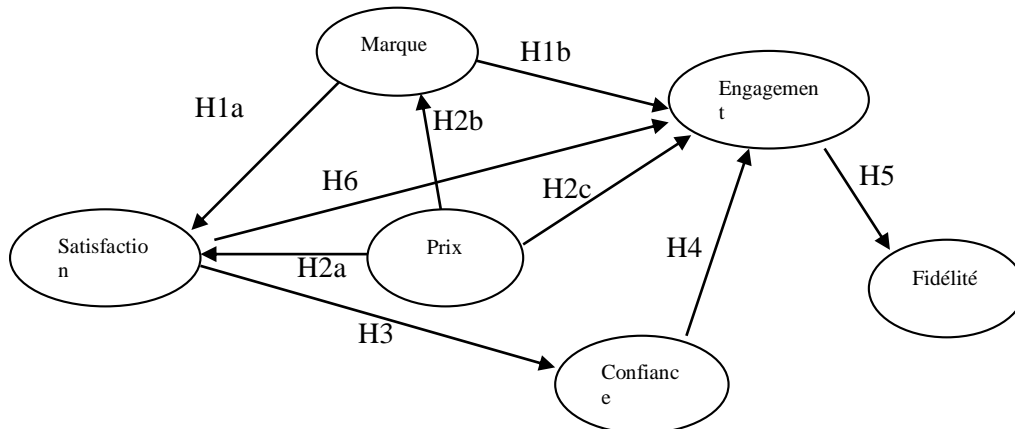 Marque
H1b
Engagemen
t
H1a
H2b
H6
H2c
H5
Satisfactio
n
Prix
H2a
H4
Fidélité
H3
Confianc
e